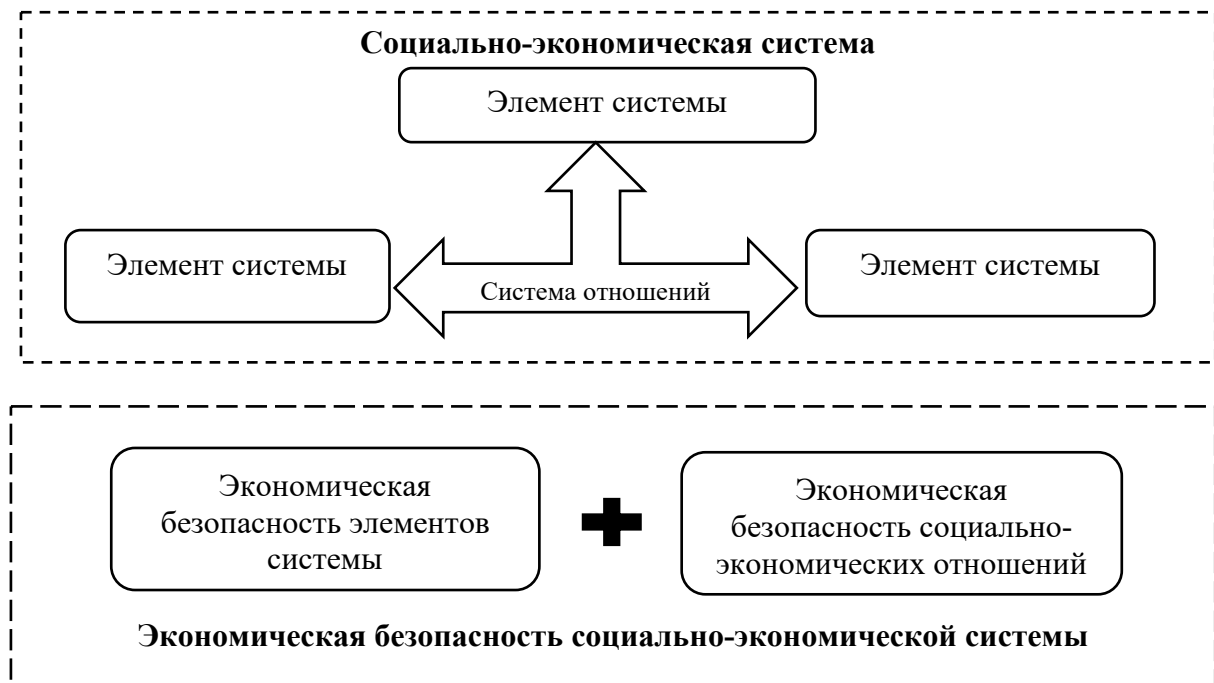 Социально-экономическая система
Элемент системы
Элемент системы
Элемент системы
Система отношений
Экономическая
безопасность элементов
системы
Экономическая
безопасность социально-
экономических отношений
Экономическая безопасность социально-экономической системы